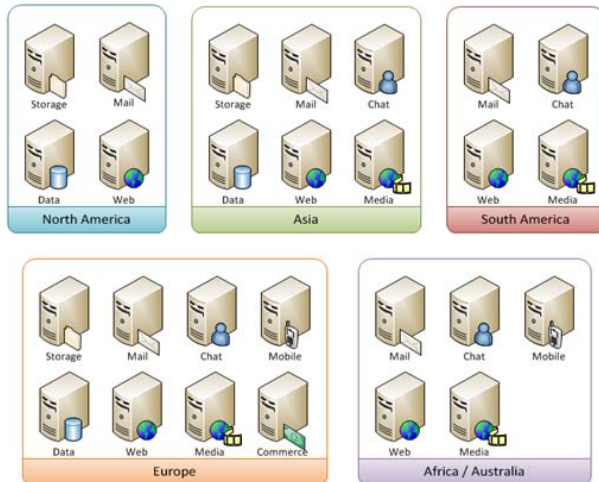 Storage Mail
Data Web
North America
Storage Mail Chat
Data Web Media
Asia
Mail Chat
Web Media
South America
Storage Mail Chat Mobile
Data Web Media Commerce
Europe
Mail Chat Mobile
Web Media
Africa / Australia